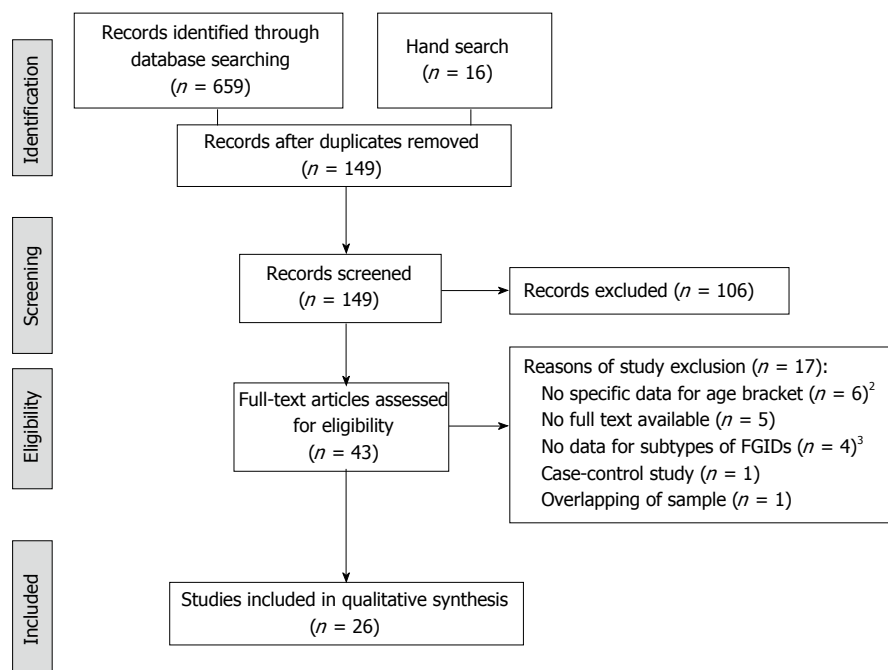 Identification
Records identified through
database searching
(n = 659)
Hand search
(n = 16)
Records after duplicates removed
(n = 149)
Screening
Records screened
(n = 149)
Records excluded (n = 106)
Eligibility
Full-text articles assessed
for eligibility
(n = 43)
Reasons of study exclusion (n = 17):
No specific data for age bracket (n = 6)²
No full text available (n = 5)
No data for subtypes of FGIDs (n = 4)³
Case-control study (n = 1)
Overlapping of sample (n = 1)
Included
Studies included in qualitative synthesis
(n = 26)